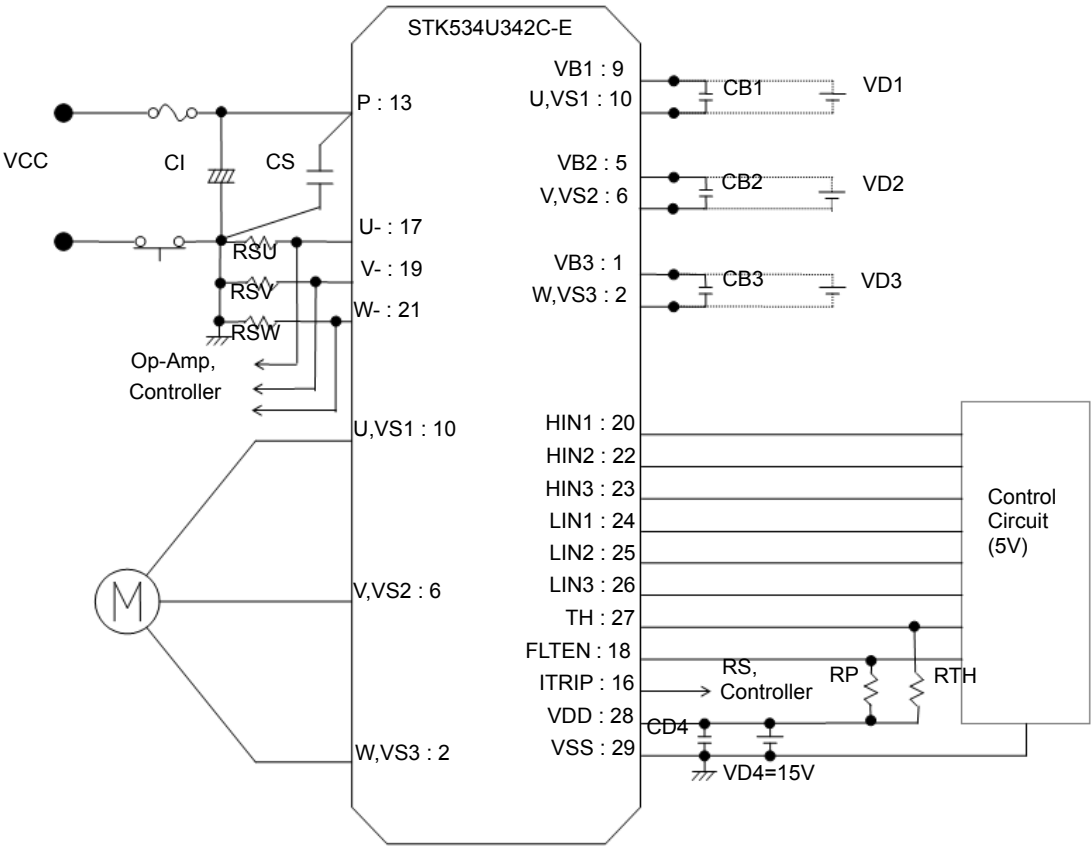 STK534U342C-E
VB1 : 9
CB1
VD1
U,VS1 : 10
P : 13
VCC
CI
CS
VB2 : 5
CB2
VD2
V,VS2 : 6
U- : 17
RSU
V- : 19
RSV
W- : 21
RSW
VB3 : 1
CB3
VD3
W,VS3 : 2
Op-Amp,
Controller
U,VS1 : 10
M
V,VS2 : 6
W,VS3 : 2
HIN1 : 20
HIN2 : 22
HIN3 : 23
LIN1 : 24
LIN2 : 25
LIN3 : 26
TH : 27
FLTEN : 18
ITRIP : 16
VDD : 28
VSS : 29
RS,
Controller
RP
RTH
CD4
VD4=15V
Control
Circuit
(5V)